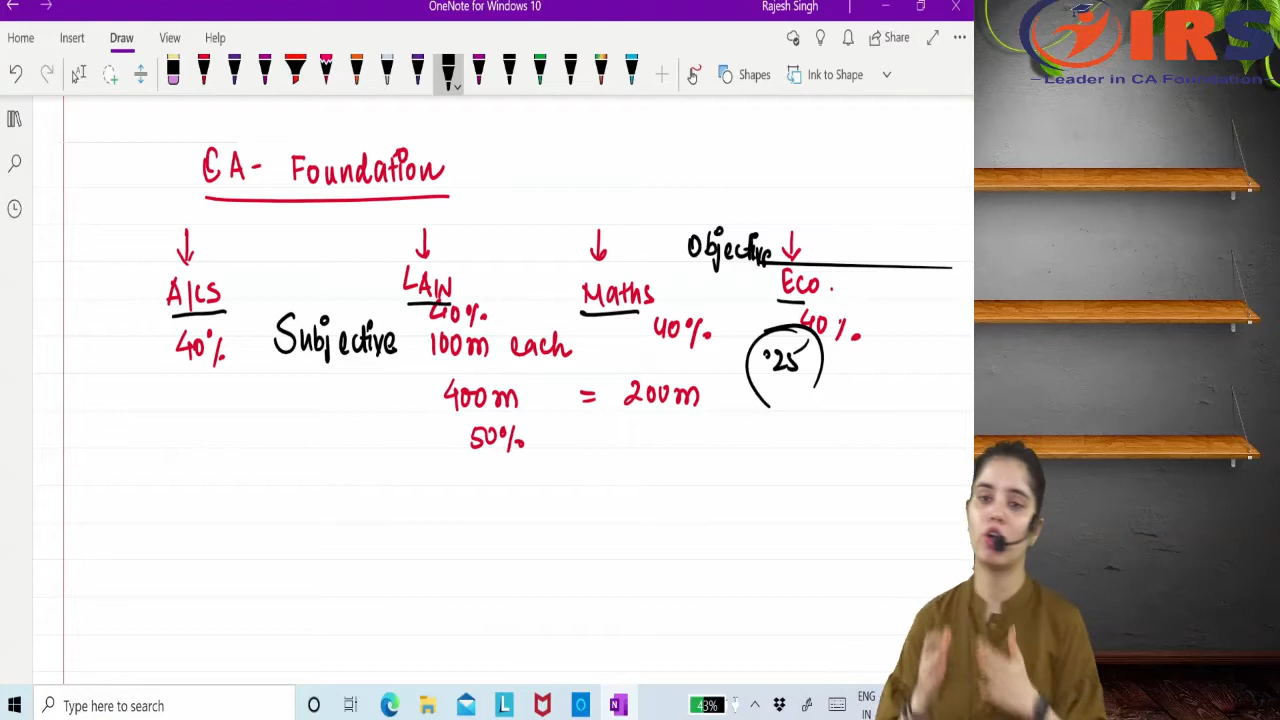 OneNote for Windows 10
Rajesh Singh
Home Insert Draw View Help
Share
Shapes
Ink to Shape
IRS
Leader in CA Foundation
CA- Foundation
Objective
A/CS LAW Maths Eco.
40% 40% 40% 40%
Subjective 100m each
.25
400m = 200m
50%
Type here to search
43%
ENG
IN